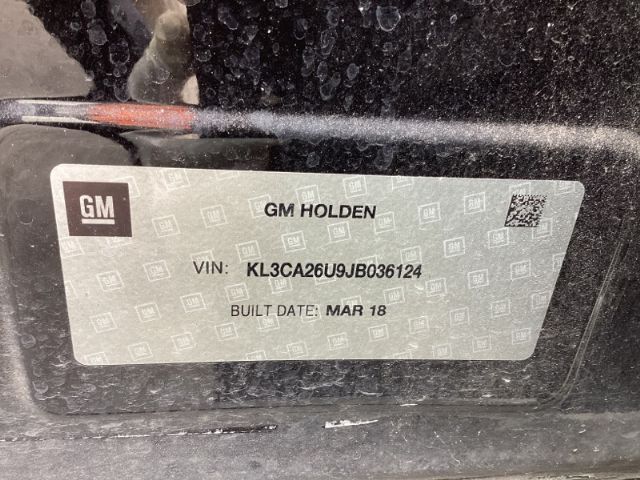 GM
GM HOLDEN
VIN: KL3CA26U9JB036124
BUILT DATE: MAR 18